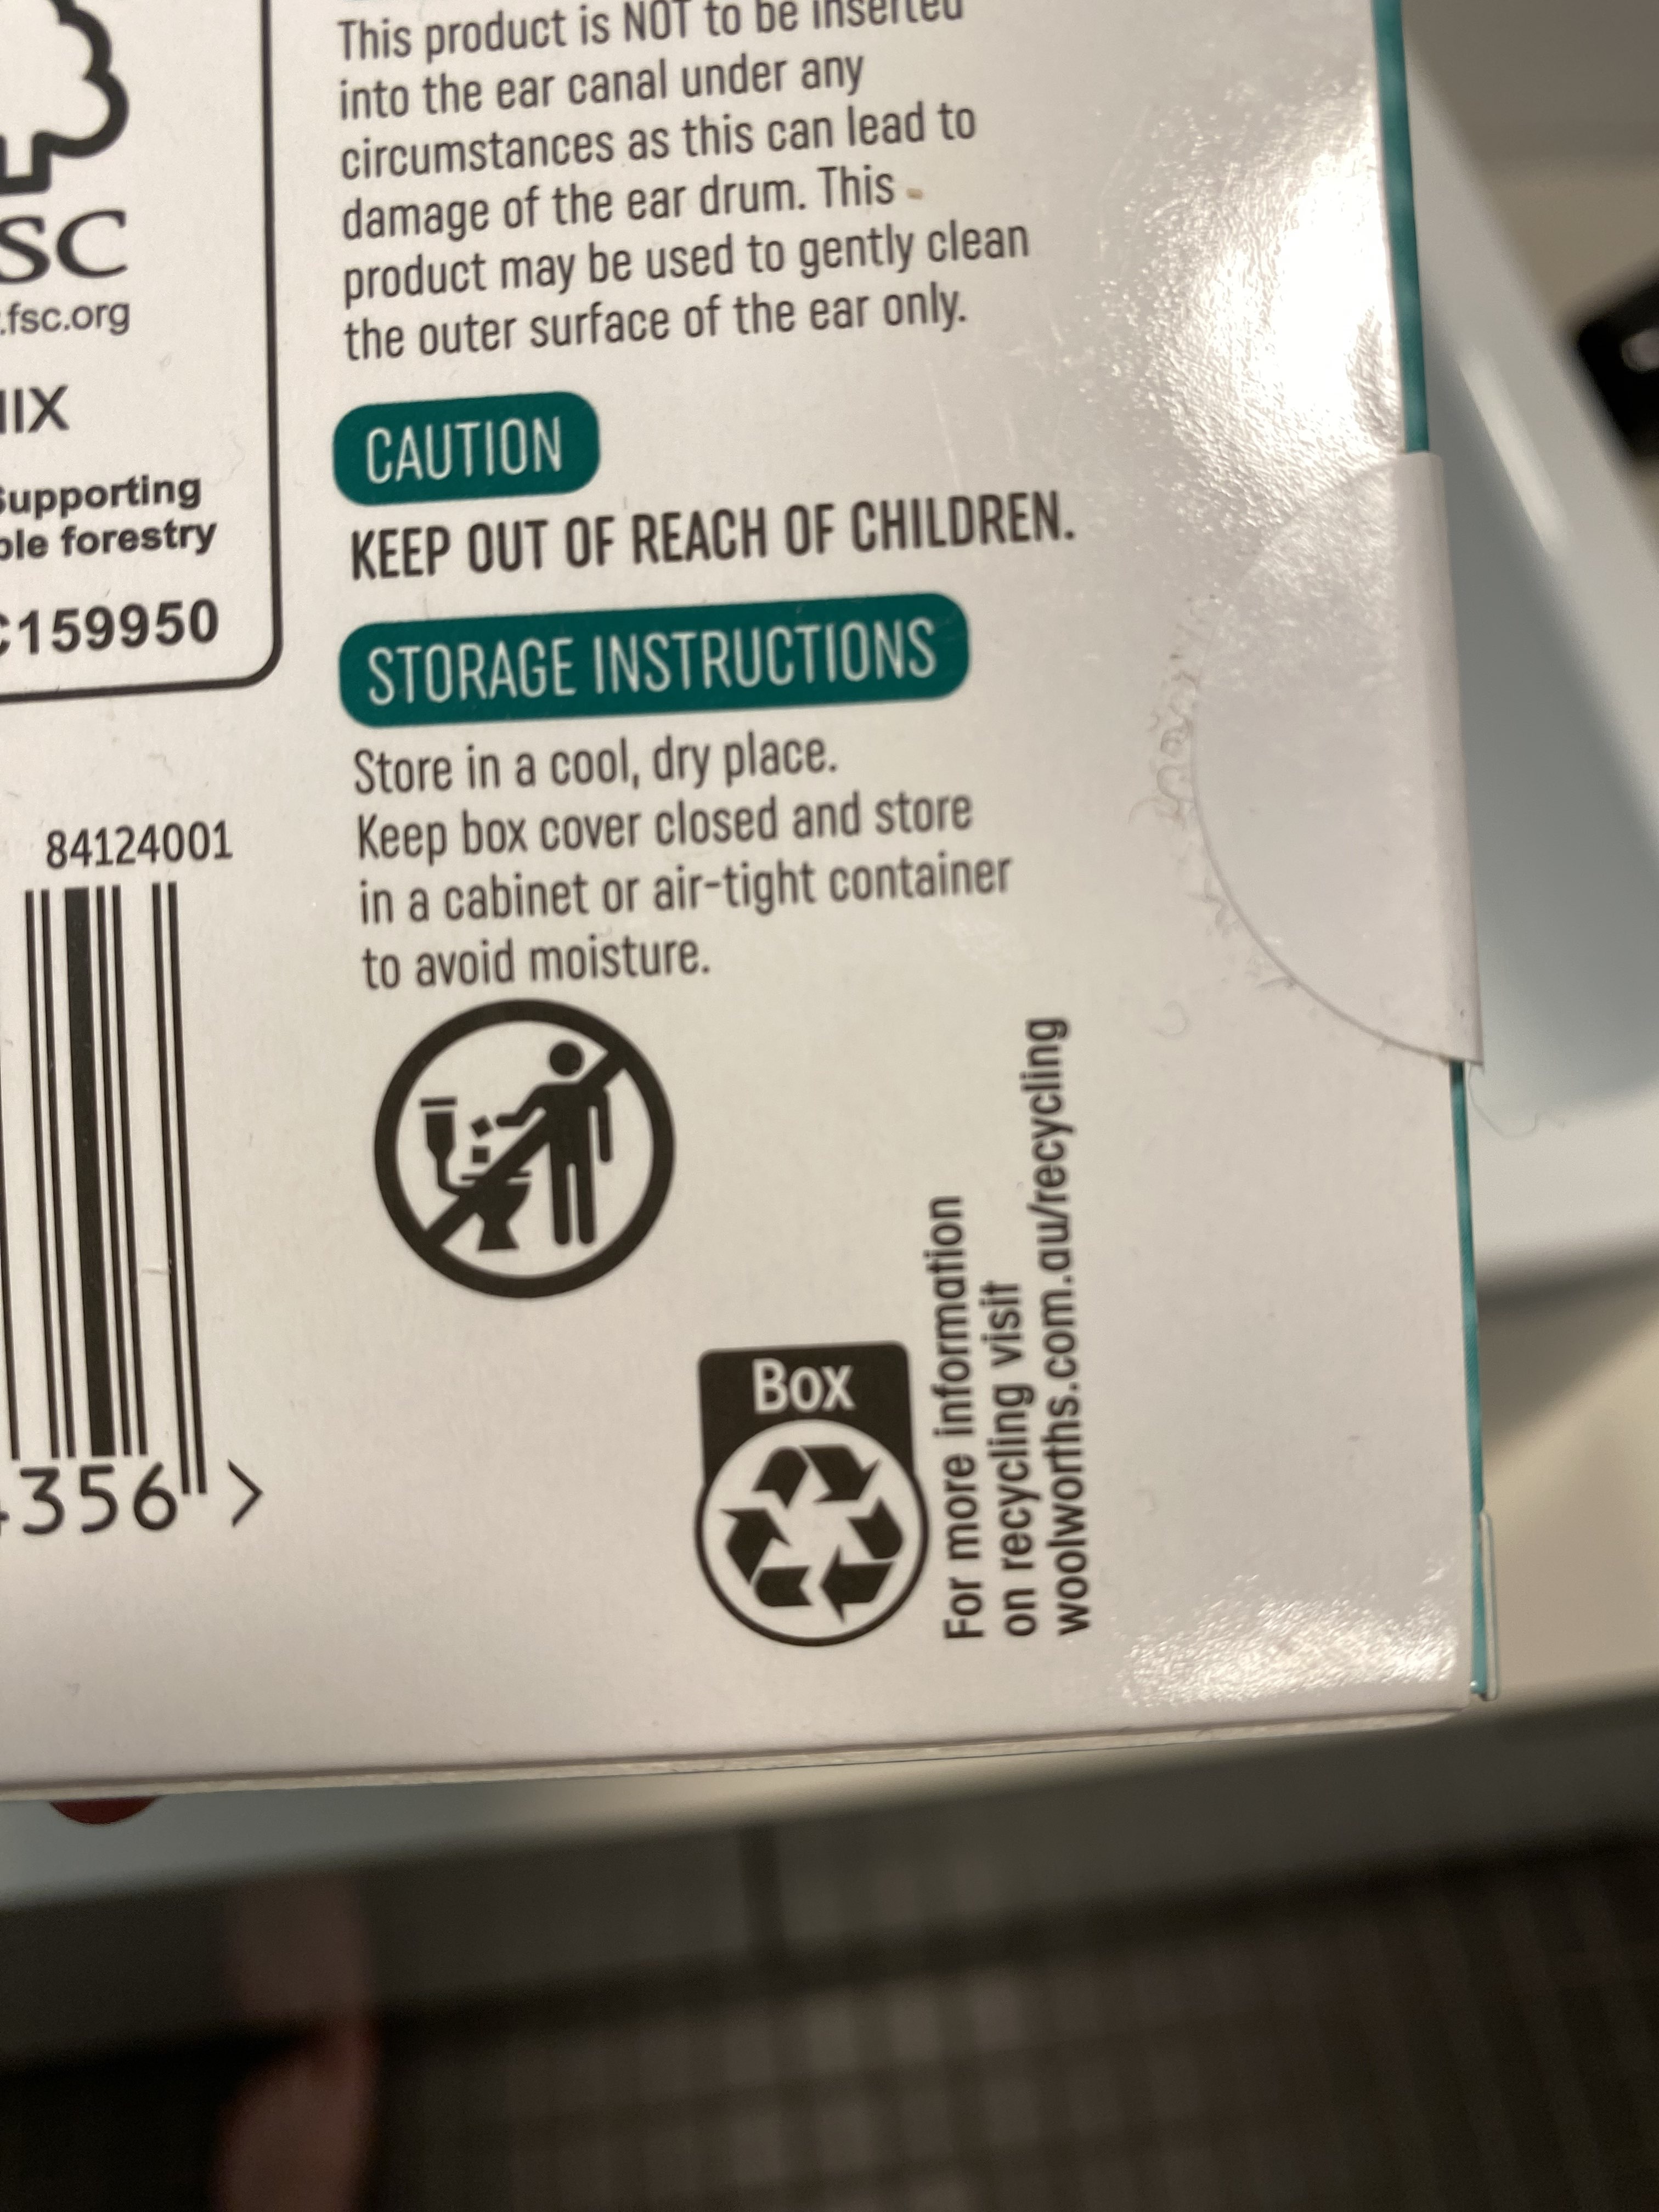 This product is NOT to be inserted
into the ear canal under any
circumstances as this can lead to
damage of the ear drum. This
product may be used to gently clean
the outer surface of the ear only.
CAUTION
KEEP OUT OF REACH OF CHILDREN.
STORAGE INSTRUCTIONS
Store in a cool, dry place.
Keep box cover closed and store
in a cabinet or air-tight container
to avoid moisture.
SC
.fsc.org
IX
Supporting
ble forestry
C159950
84124001
356 >
Box
For more information
on recycling visit
woolworths.com.au/recycling